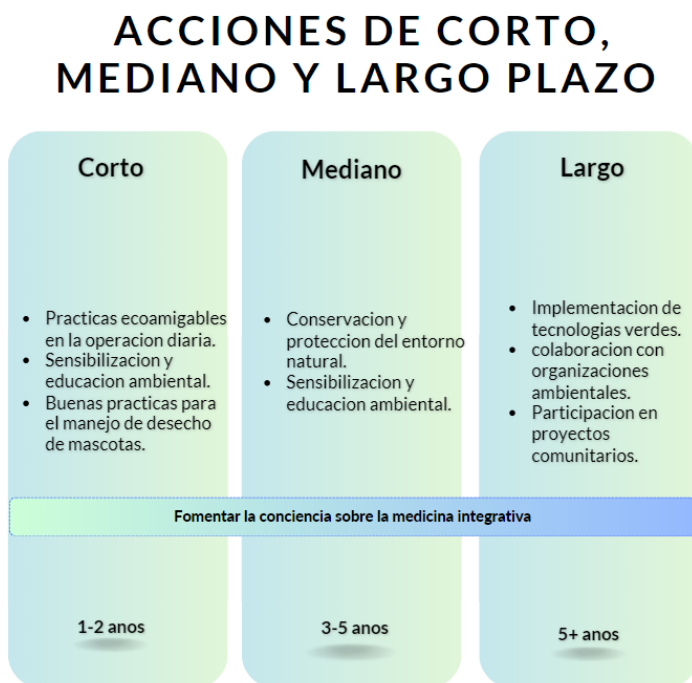 ACCIONES DE CORTO,
MEDIANO Y LARGO PLAZO
Corto
• Practicas ecoamigables
en la operacion diaria.
• Sensibilizacion y
educacion ambiental.
• Buenas practicas para
el manejo de desecho
de mascotas.
Mediano
• Conservacion y
proteccion del entorno
natural.
• Sensibilizacion y
educacion ambiental.
Largo
• Implementacion de
tecnologias verdes.
• colaboracion con
organizaciones
ambientales.
• Participacion en
proyectos
comunitarios.
Fomentar la conciencia sobre la medicina integrativa
1-2 anos
3-5 anos
5+ anos